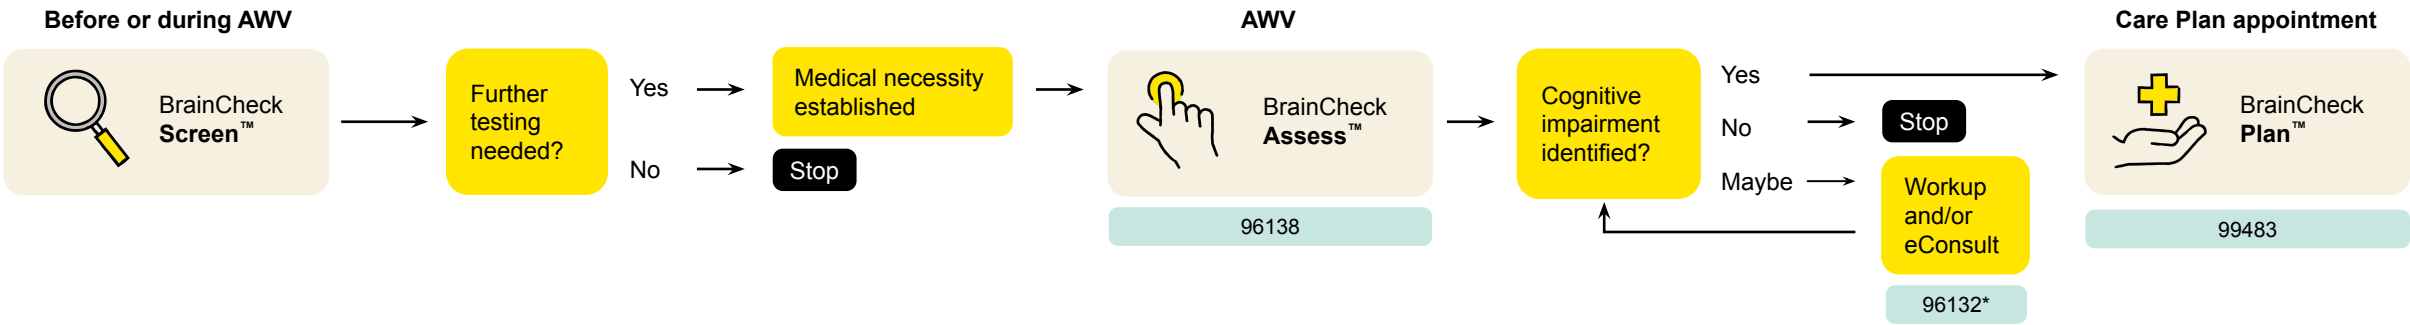 Before or during AWV
BrainCheck
Screen™
Further
testing
needed?
Yes
No
Medical necessity
established
Stop
AWV
BrainCheck
Assess™
96138
Cognitive
impairment
identified?
Yes
No
Maybe
Stop
Workup
and/or
eConsult
96132*
Care Plan appointment
BrainCheck
Plan™
99483